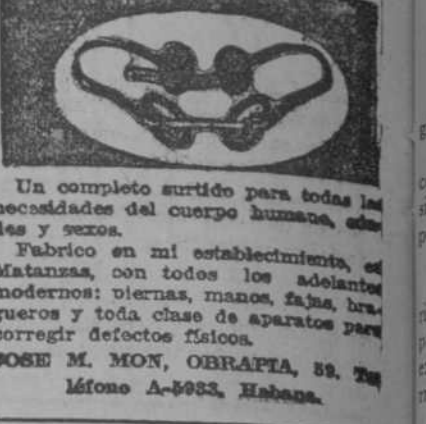 Un completo surtido para todas las
necesidades del cuerpo humano, eda-
des y sexos.
Fabrico en mi establecimiento, en
Matanzas, con todos los adelantos
modernos: piernas, manos, fajas, bra-
gueros y toda clase de aparatos para
corregir defectos físicos.
JOSE M. MON, OBRAPIA, 59. Te-
léfono A-5933. Habana.